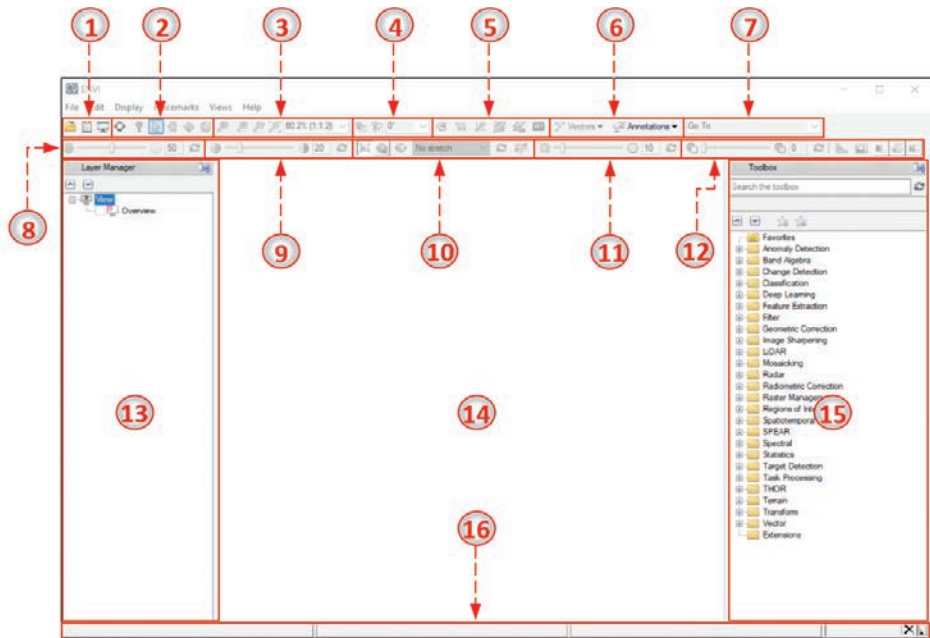 1 2 3 4 5 6 7
File Edit Display Placemarks Views Help
80.2% (1:1.2) 0° Vectors Annotations Go To
50 20 No stretch 10 0
Layer Manager
View
Overview
8 9 10 11 12
Toolbox
Search the toolbox
Favorites
Anomaly Detection
Band Algebra
Change Detection
Classification
Deep Learning
Feature Extraction
Filter
Geometric Correction
Image Sharpening
LiDAR
Mosaicking
Radar
Radiometric Correction
Raster Manage
Regions of Inte
Spatiotempora
SPEAR
Spectral
Statistics
Target Detection
Task Processing
THOR
Terrain
Transform
Vector
Extensions
13 14 15
16